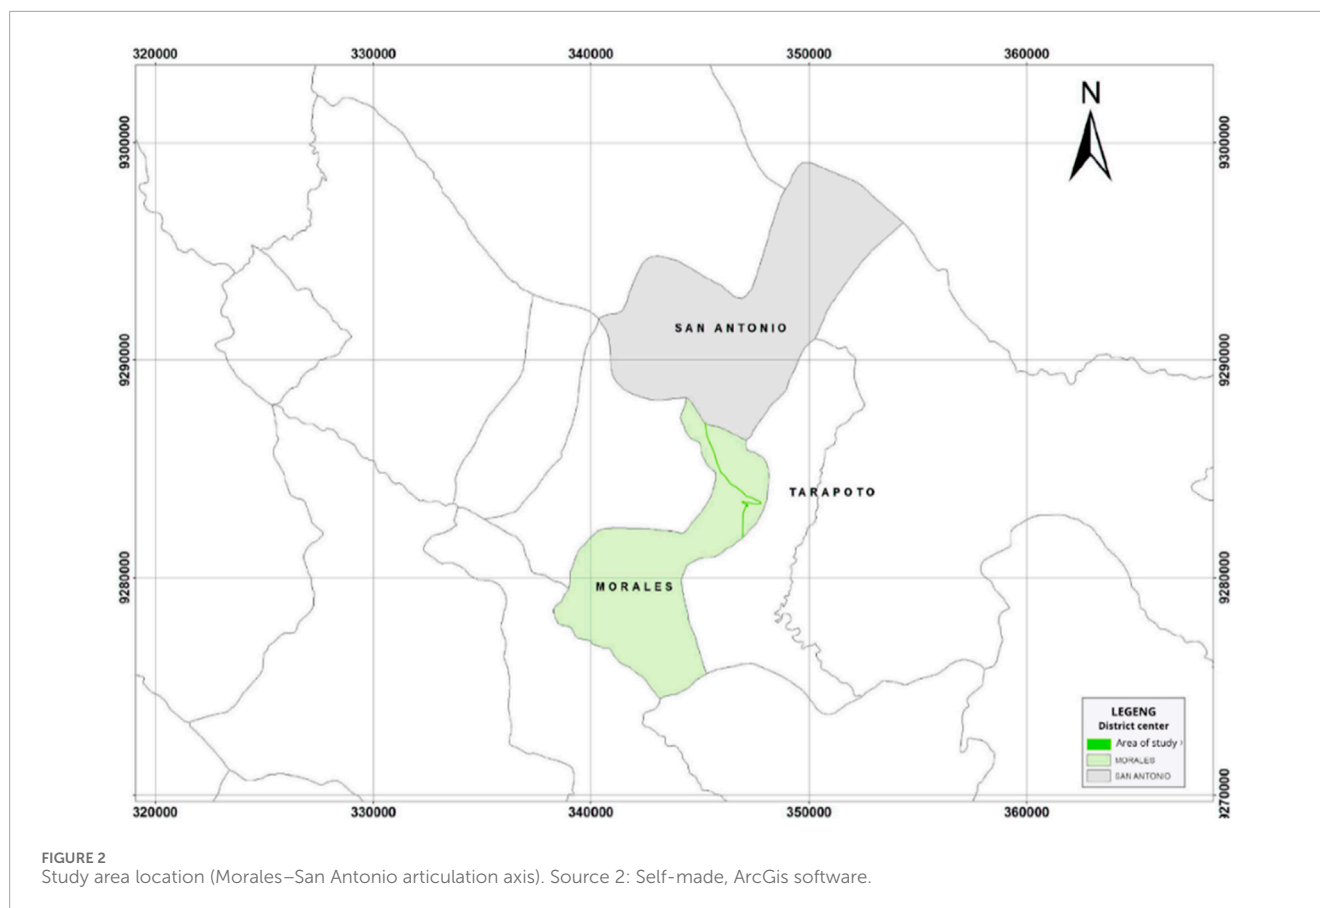 320000 330000 340000 350000 360000
N
9300000 9300000
SAN ANTONIO
9290000 9290000
TARAPOTO
9280000 9280000
MORALES
LEGENG
District center
Area of study
MORALES
SAN ANTONIO
9270000
320000 330000 340000 350000 360000
FIGURE 2
Study area location (Morales–San Antonio articulation axis). Source 2: Self-made, ArcGis software.